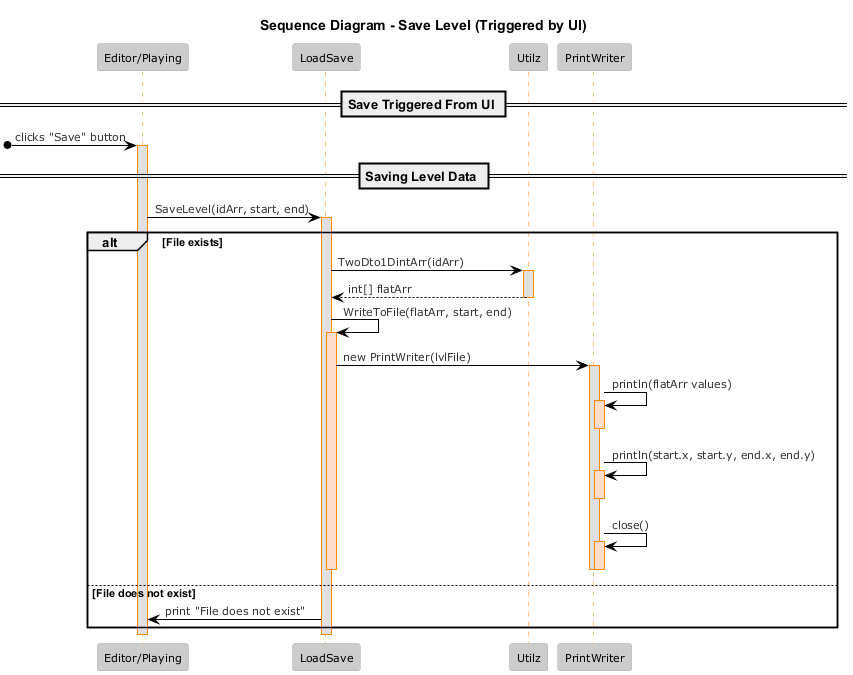 Sequence Diagram - Save Level (Triggered by UI)
Editor/Playing
LoadSave
Utilz
PrintWriter
Save Triggered From UI
clicks "Save" button
Saving Level Data
SaveLevel(idArr, start, end)
alt
[File exists]
TwoDto1DintArr(idArr)
int[] flatArr
WriteToFile(flatArr, start, end)
new PrintWriter(lvlFile)
println(flatArr values)
println(start.x, start.y, end.x, end.y)
close()
[File does not exist]
print "File does not exist"
Editor/Playing
LoadSave
Utilz
PrintWriter